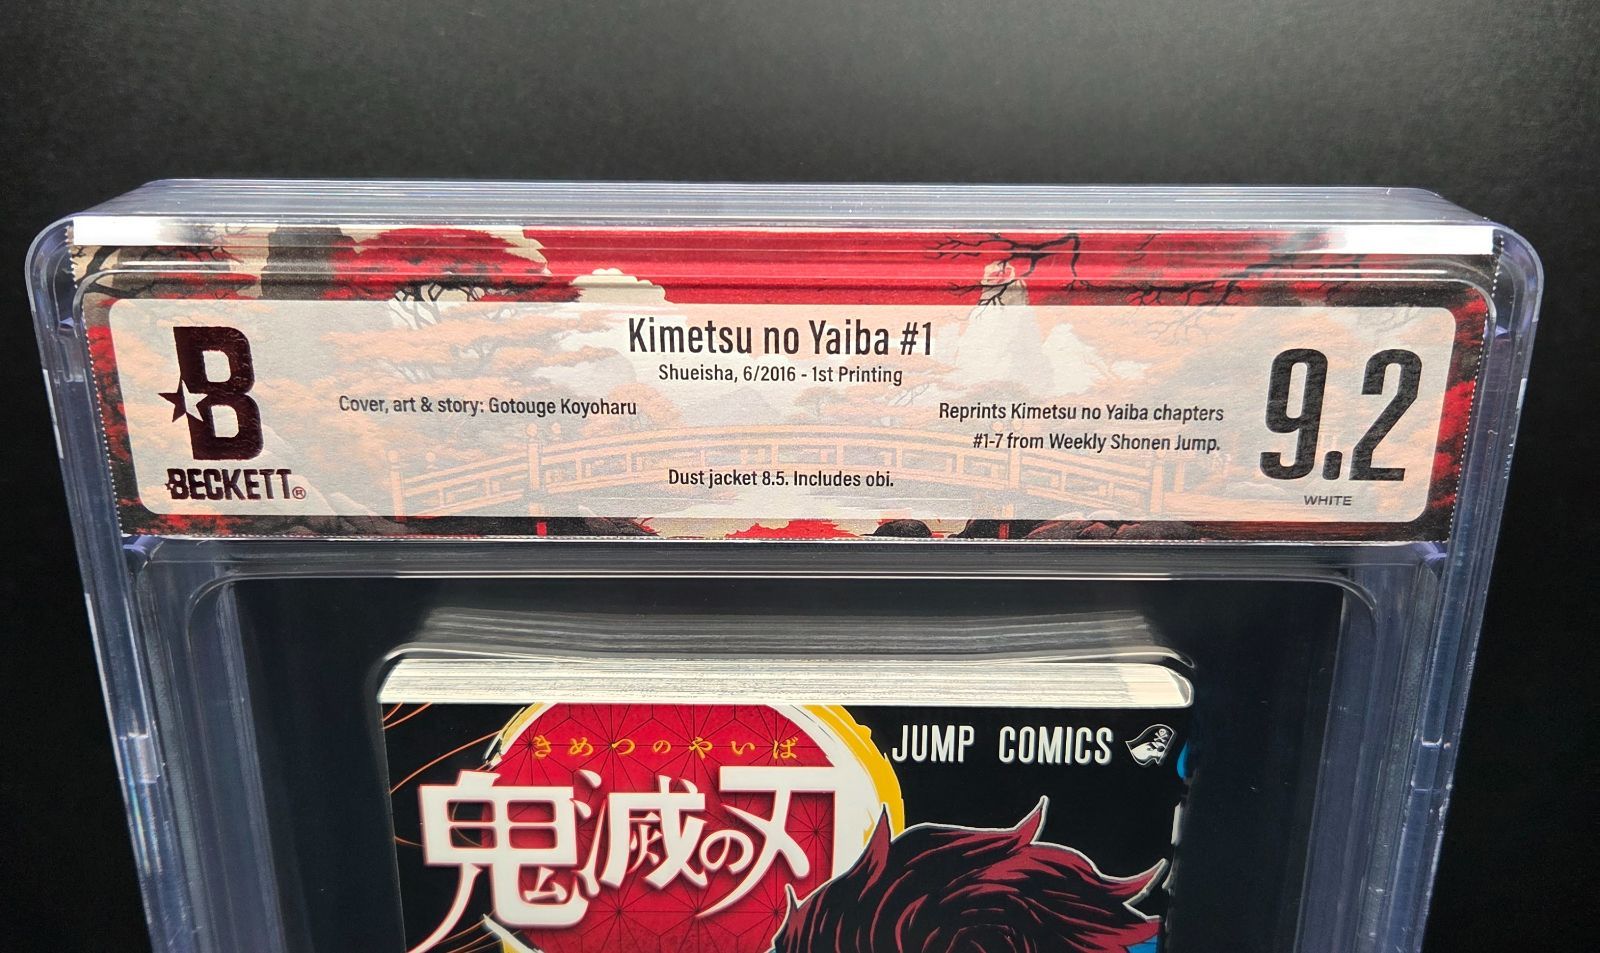 Kimetsu no Yaiba #1
Shueisha, 6/2016 - 1st Printing
Cover, art & story: Gotouge Koyoharu
Reprints Kimetsu no Yaiba chapters
#1-7 from Weekly Shonen Jump.
Dust jacket 8.5. Includes obi.
B
BECKETT®
9.2
WHITE
JUMP COMICS
きめつのやいば
鬼滅の刃